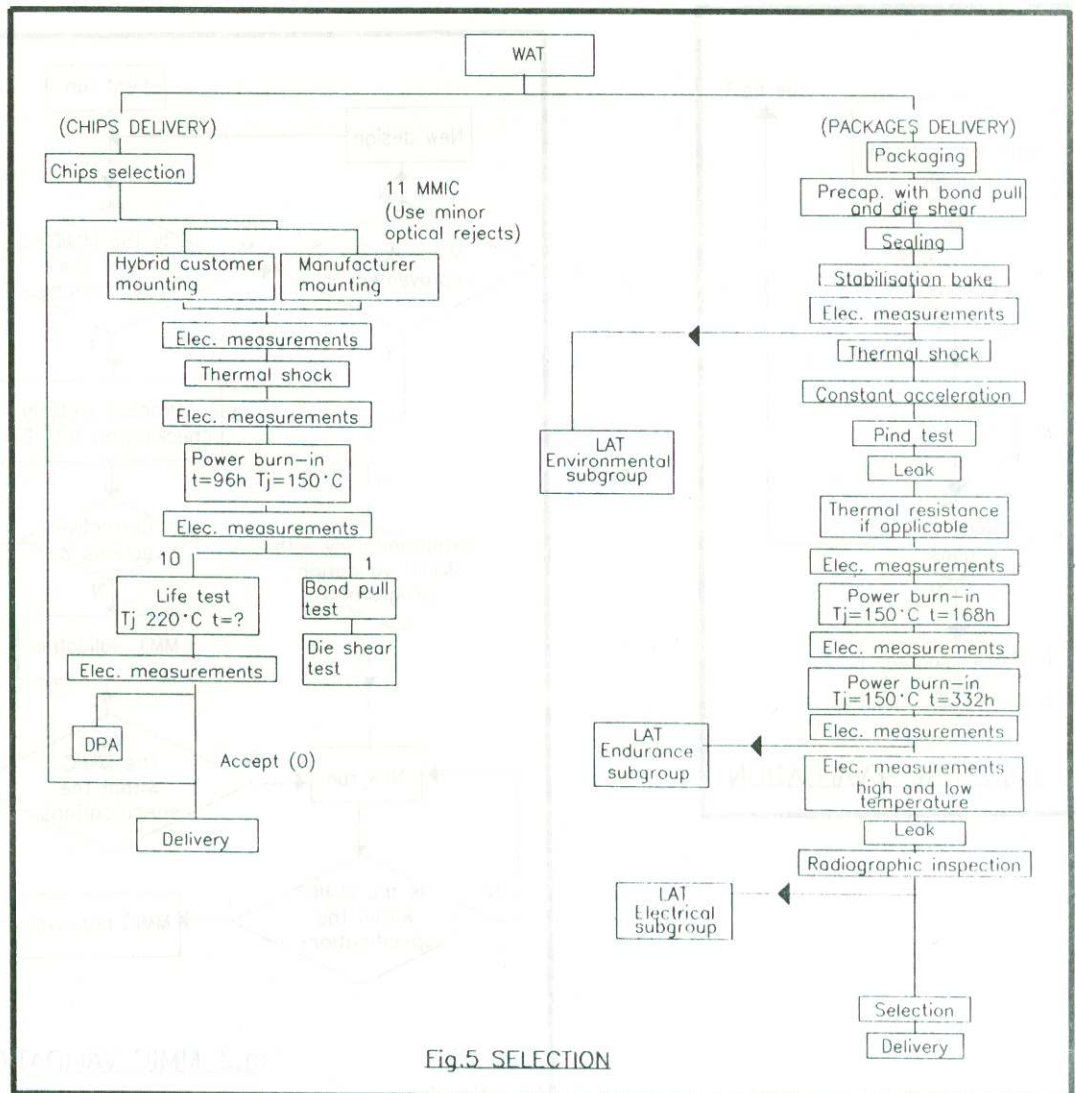 WAT
(CHIPS DELIVERY)
Chips selection
11 MMIC
(Use minor
optical rejects)
Hybrid customer
mounting
Manufacturer
mounting
Elec. measurements
Thermal shock
Elec. measurements
Power burn-in
t=96h Tj=150°C
Elec. measurements
10
1
Life test
Tj 220°C t=?
Bond pull
test
Die shear
test
Elec. measurements
DPA
Accept (0)
Delivery
(PACKAGES DELIVERY)
Packaging
Precap. with bond pull
and die shear
Sealing
Stabilisation bake
Elec. measurements
Thermal shock
LAT
Environmental
subgroup
Constant acceleration
Pind test
Leak
Thermal resistance
if applicable
Elec. measurements
Power burn-in
Tj=150°C t=168h
Elec. measurements
Power burn-in
Tj=150°C t=332h
Elec. measurements
LAT
Endurance
subgroup
Elec. measurements
high and low
temperature
Leak
Radiographic inspection
LAT
Electrical
subgroup
Selection
Delivery
Fig.5 SELECTION